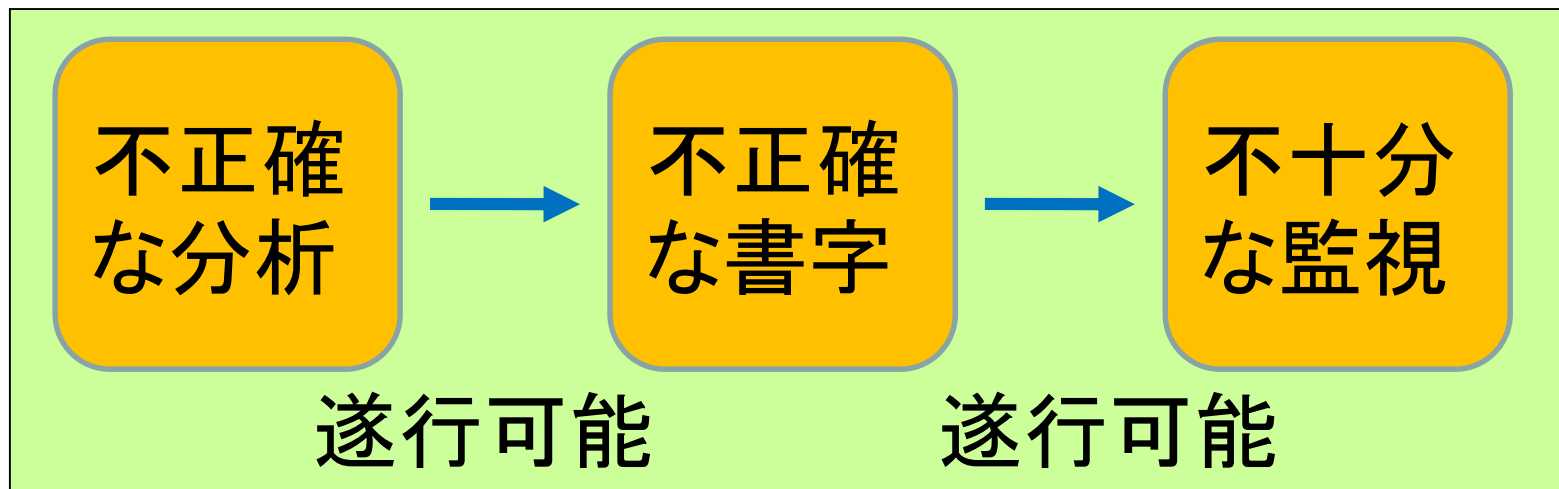 不正確
な分析
不正確
な書字
不十分
な監視
遂行可能
遂行可能